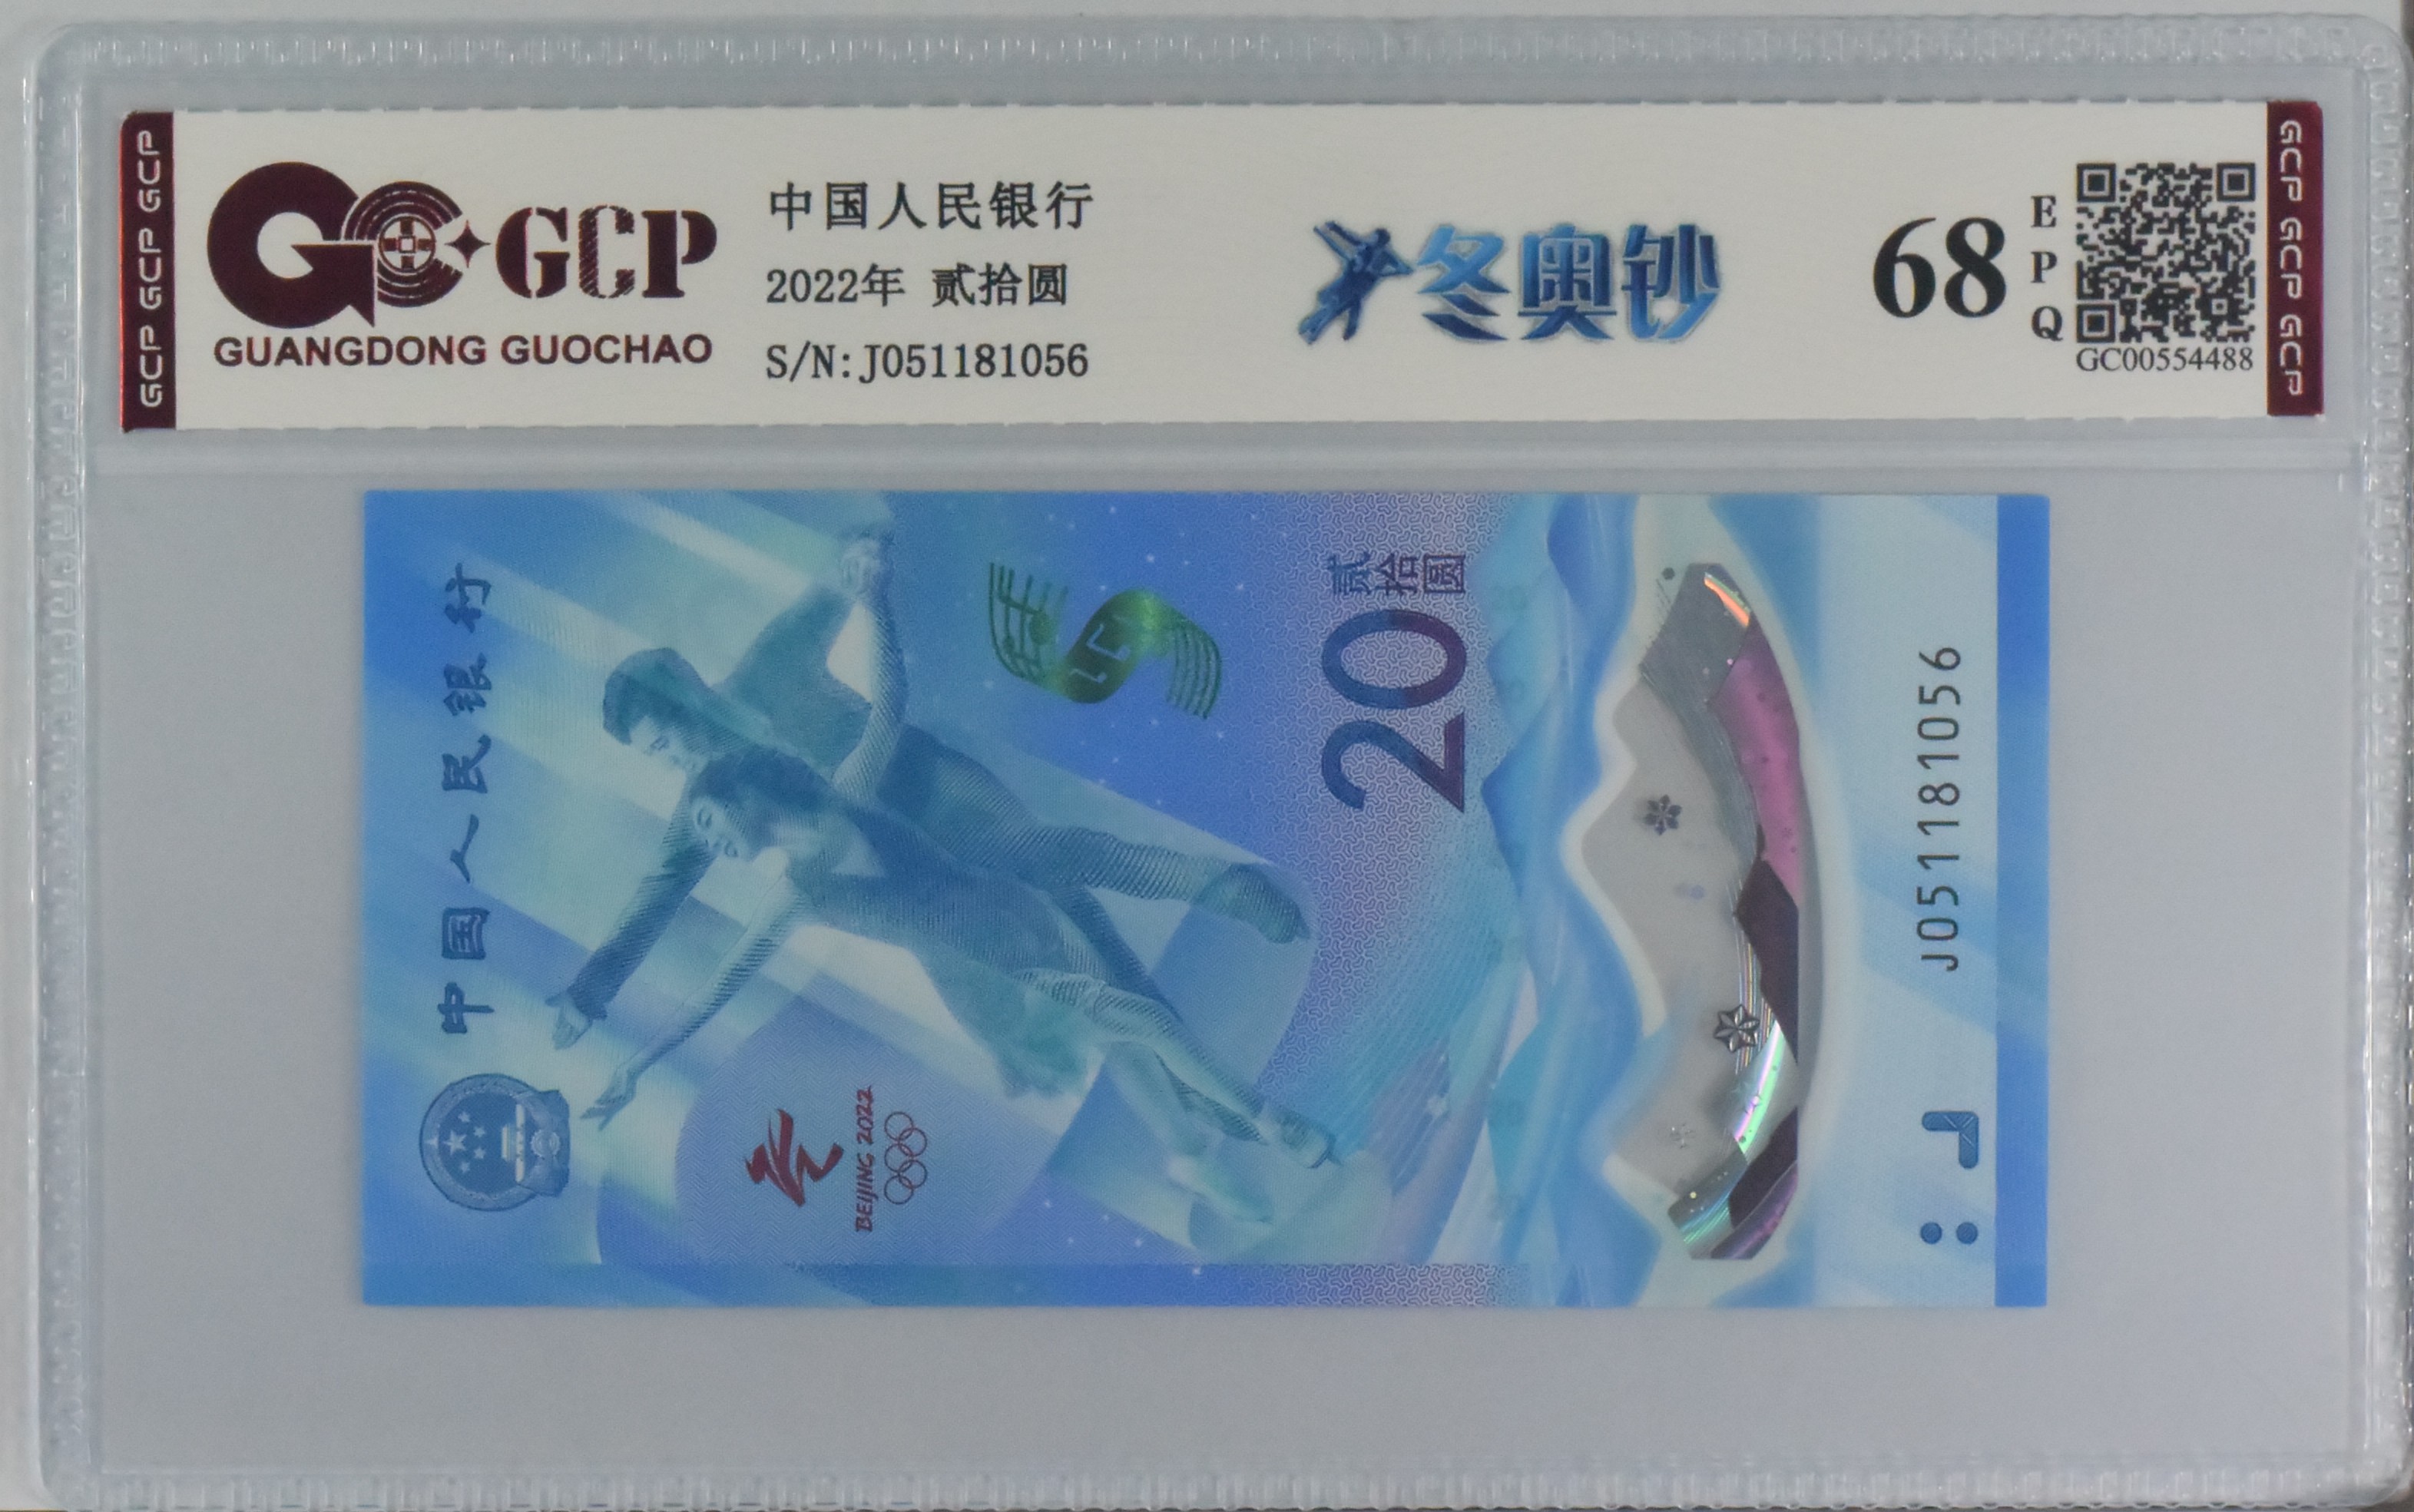 GCP GCP GCP
GCP
GUANGDONG GUOCHAO
中国人民银行
2022年 贰拾圆
S/N:J051181056
冬奥钞
68
E
P
Q
GC00554488
GCP GCP GCP
中国人民银行
BEIJING 2022
贰拾圆
20
J051181056